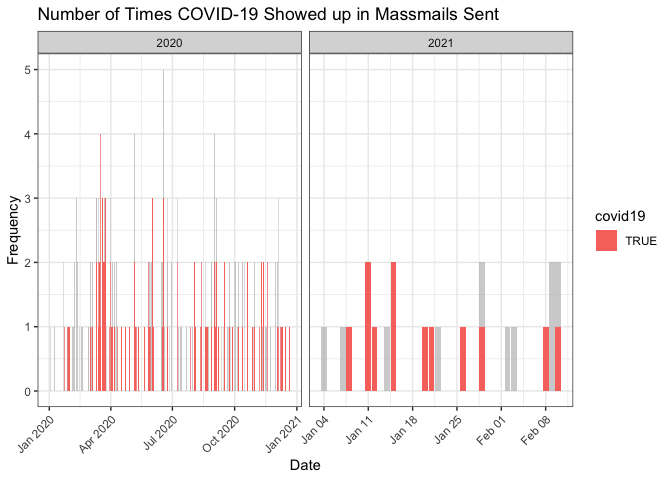 Number of Times COVID-19 Showed up in Massmails Sent
2020
2021
5
4
3
2
1
0
Frequency
Jan 2020
Apr 2020
Jul 2020
Oct 2020
Jan 2021
Jan 04
Jan 11
Jan 18
Jan 25
Feb 01
Feb 08
Date
covid19
TRUE